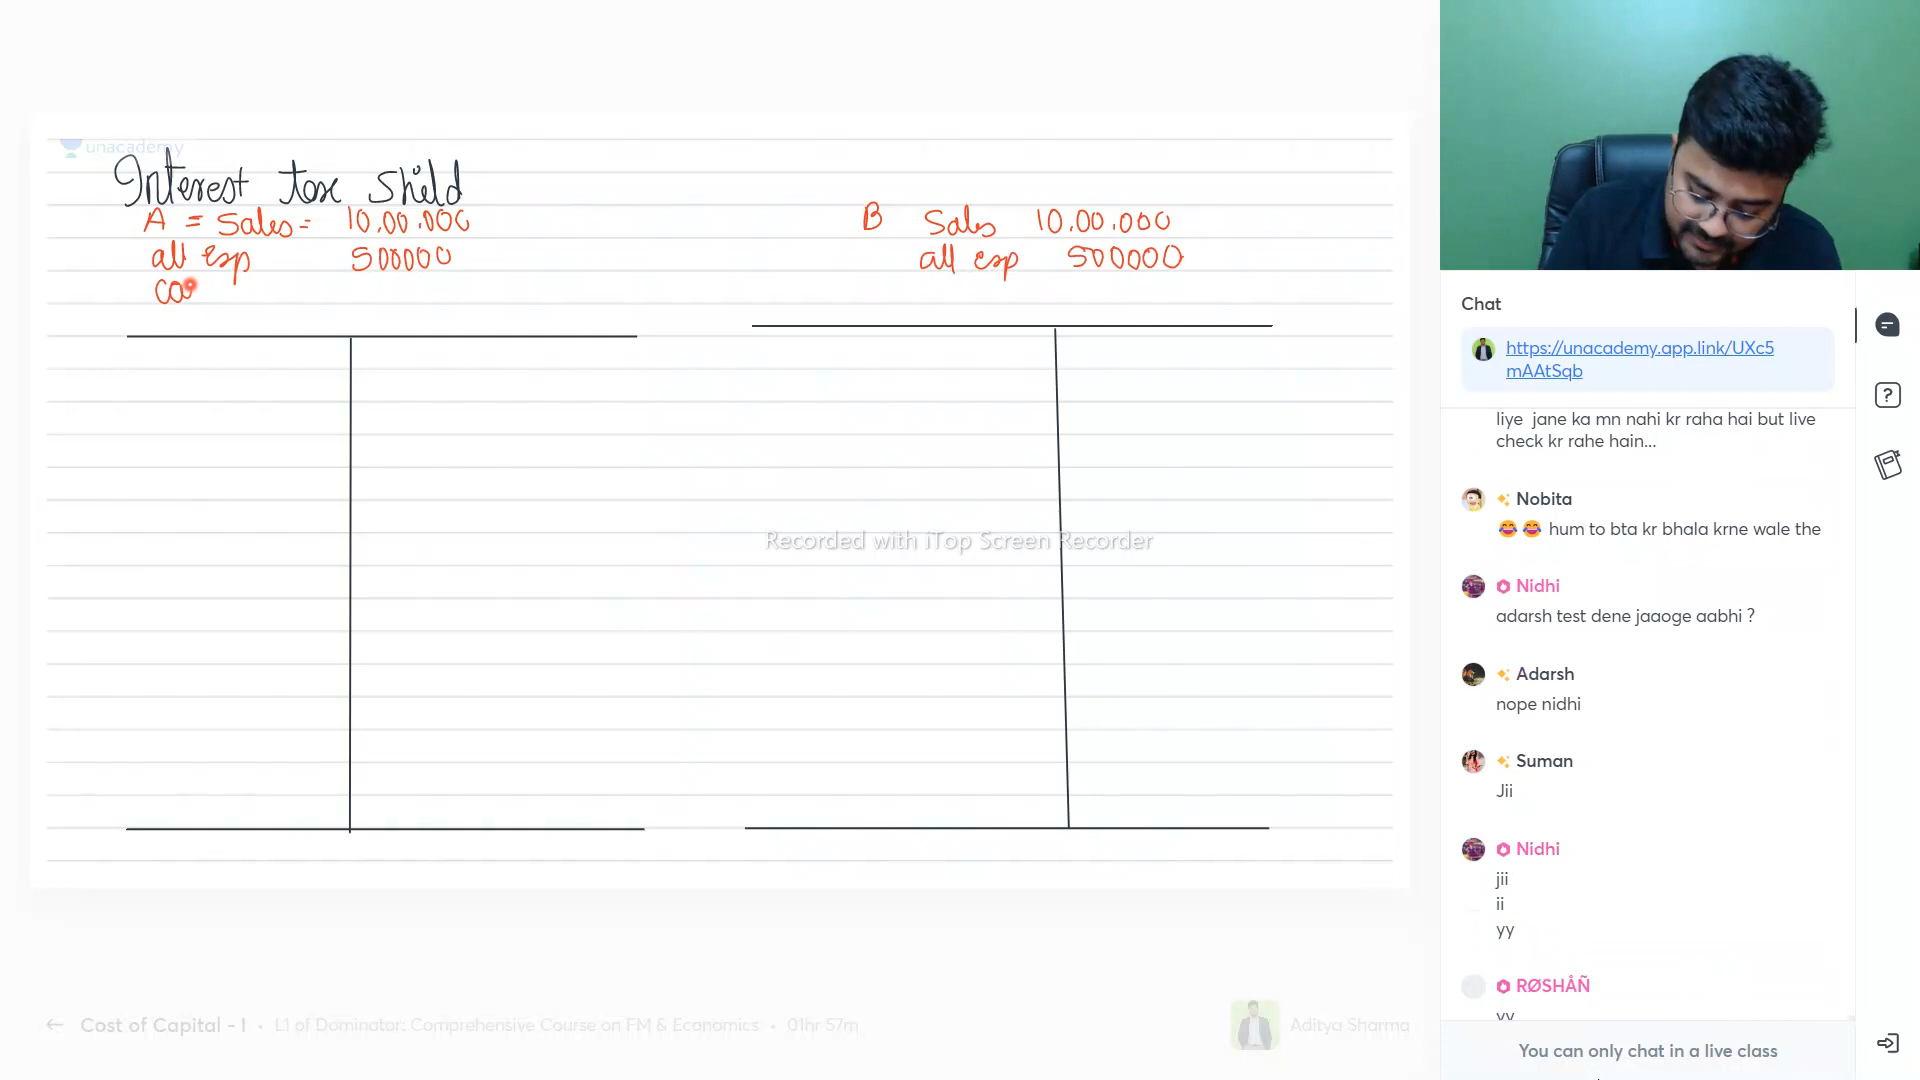 unacademy
Interest tax Shild
A = Sales = 10,00,000
all exp 500000
Ca
B Sales 10,00,000
all exp 500000
Recorded with iTop Screen Recorder
← Cost of Capital - I • L1 of Dominator: Comprehensive Course on FM & Economics • 01hr 57m
Aditya Sharma
Chat
https://unacademy.app.link/UXc5
mAAtSqb
liye jane ka mn nahi kr raha hai but live
check kr rahe hain...
Nobita
😂 😂 hum to bta kr bhala krne wale the
Nidhi
adarsh test dene jaaoge aabhi ?
Adarsh
nope nidhi
Suman
Jii
Nidhi
jii
ii
yy
RØSHÅÑ
yy
You can only chat in a live class